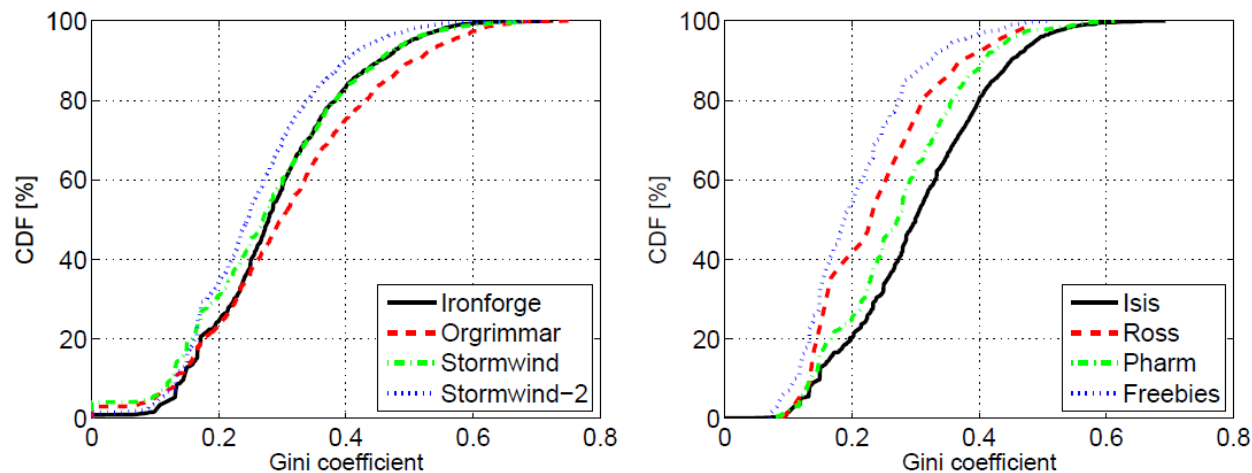 100
80
60
40
20
0
CDF [%]
0
0.2
0.4
0.6
0.8
Gini coefficient
Ironforge
Orgrimmar
Stormwind
Stormwind-2
100
80
60
40
20
0
CDF [%]
0
0.2
0.4
0.6
0.8
Gini coefficient
Isis
Ross
Pharm
Freebies